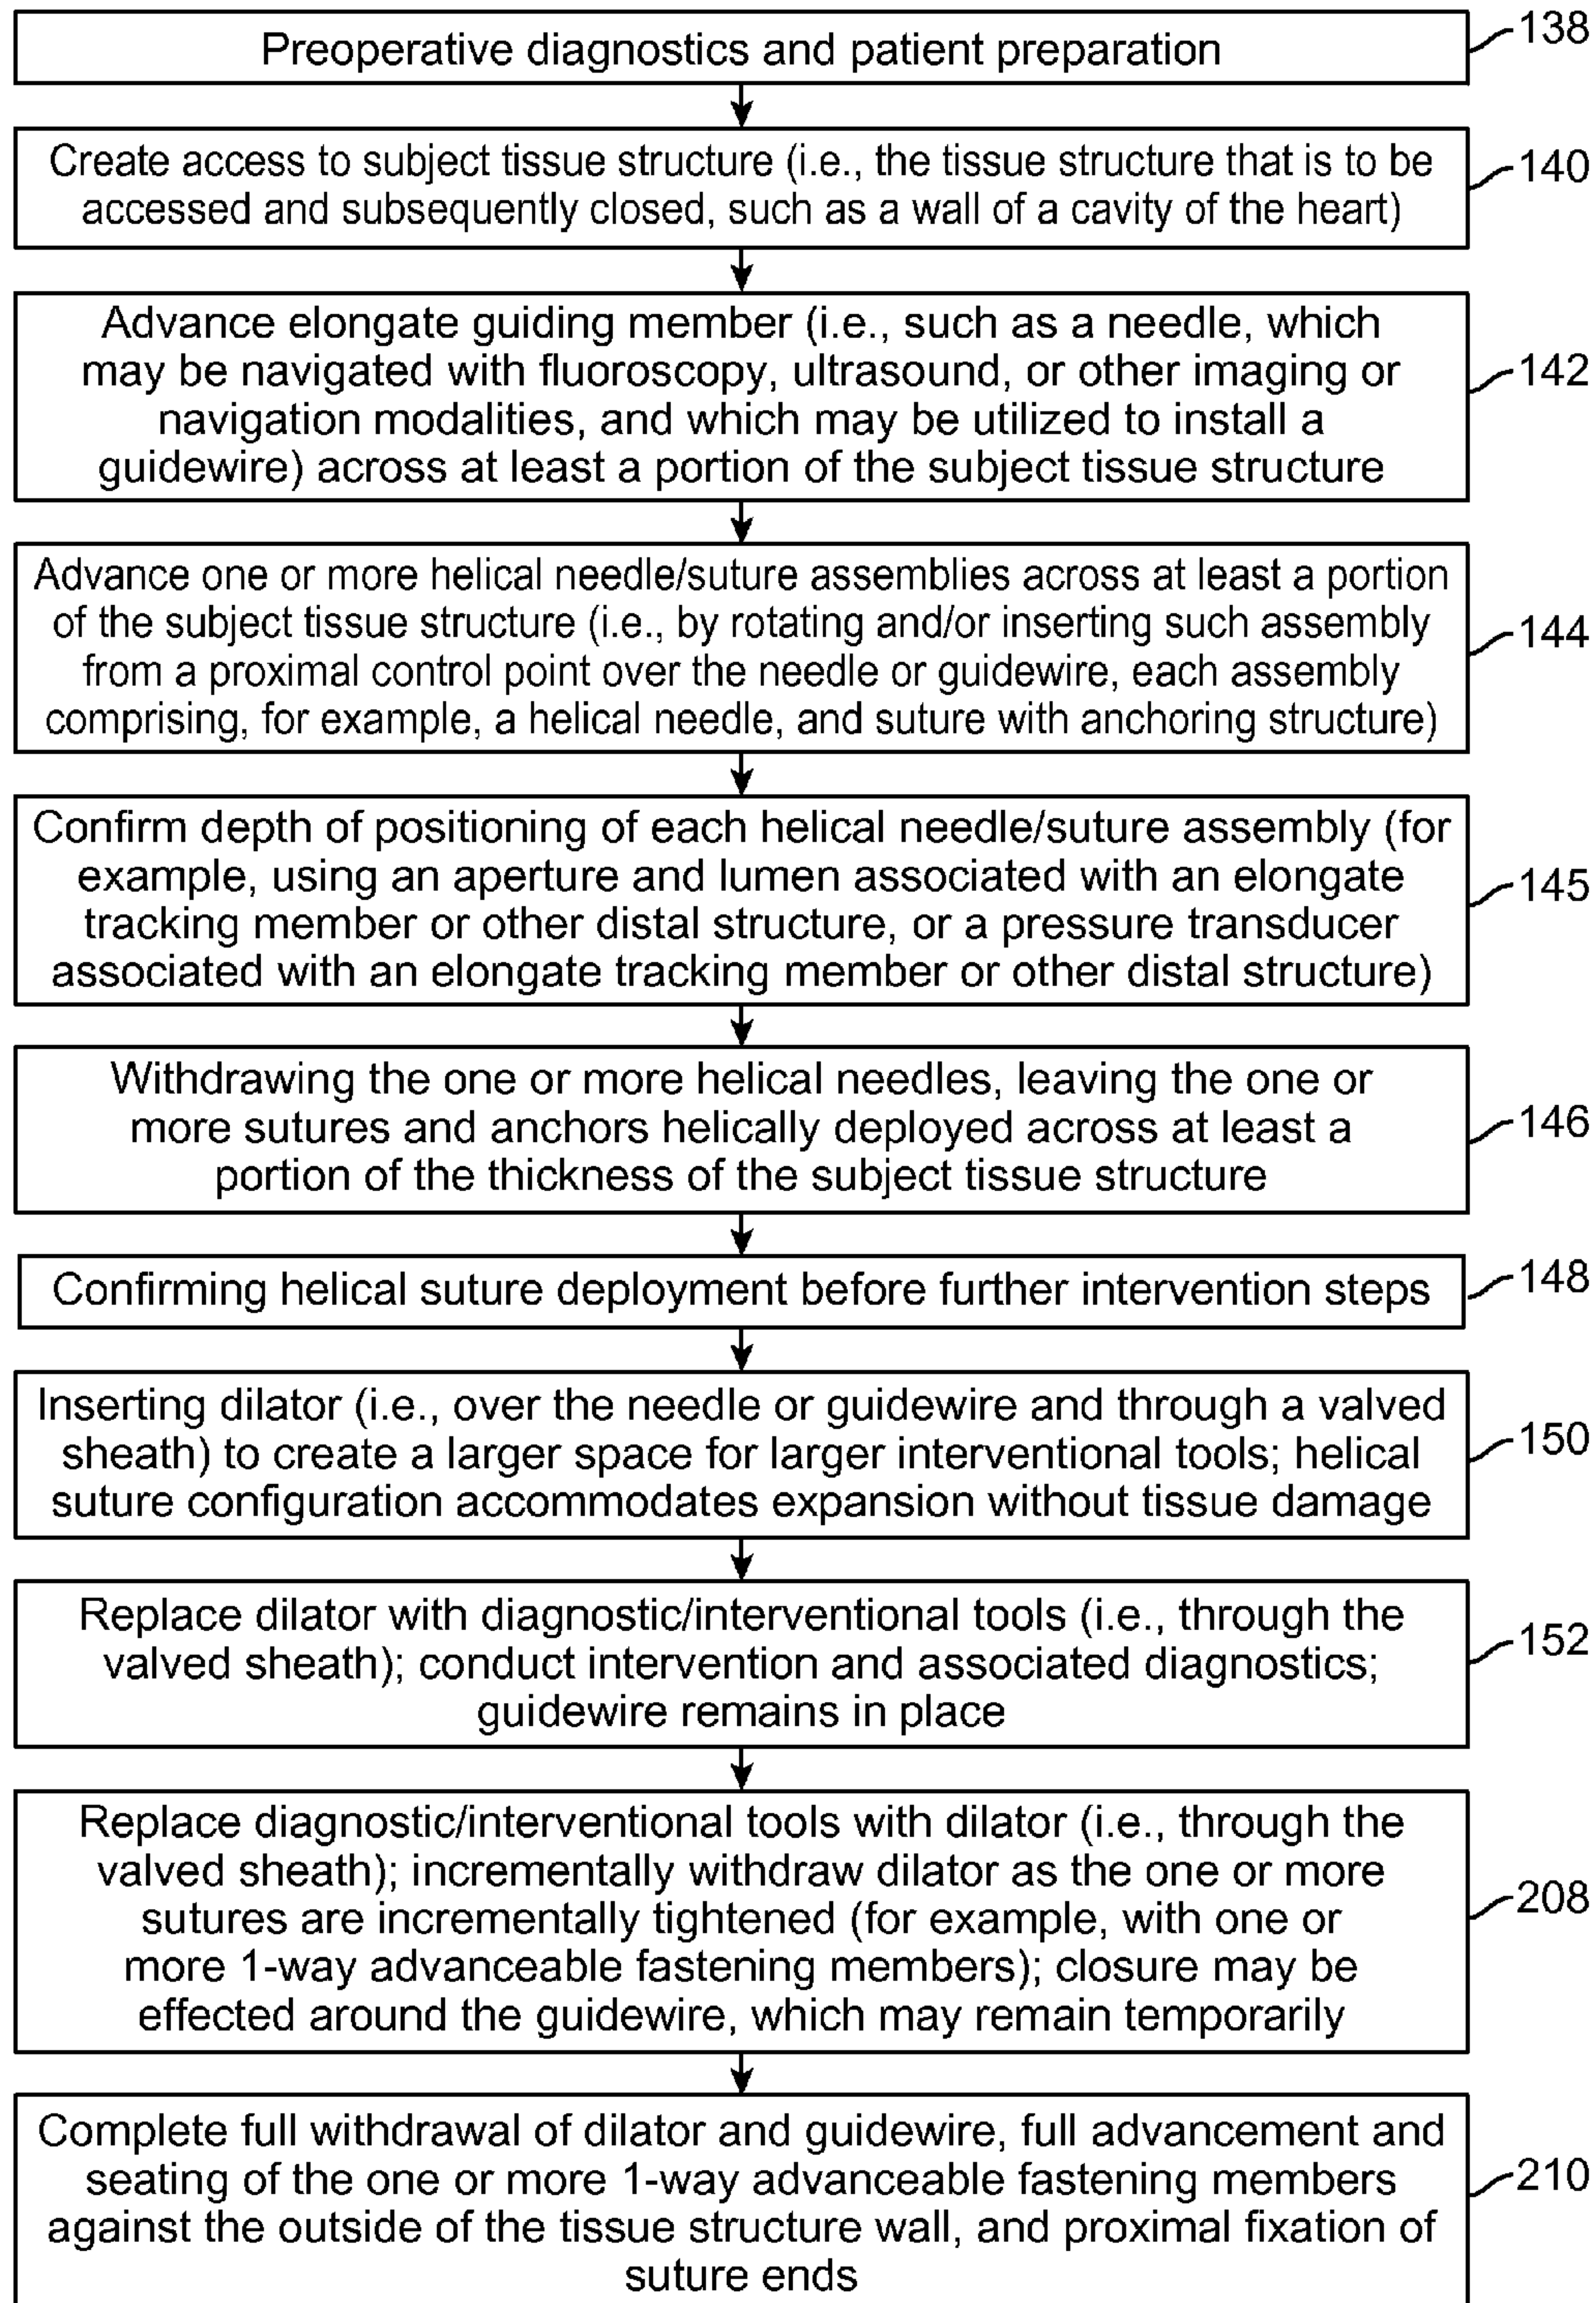 Preoperative diagnostics and patient preparation
138
Create access to subject tissue structure (i.e., the tissue structure that is to be
accessed and subsequently closed, such as a wall of a cavity of the heart)
140
Advance elongate guiding member (i.e., such as a needle, which
may be navigated with fluoroscopy, ultrasound, or other imaging or
navigation modalities, and which may be utilized to install a
guidewire) across at least a portion of the subject tissue structure
142
Advance one or more helical needle/suture assemblies across at least a portion
of the subject tissue structure (i.e., by rotating and/or inserting such assembly
from a proximal control point over the needle or guidewire, each assembly
comprising, for example, a helical needle, and suture with anchoring structure)
144
Confirm depth of positioning of each helical needle/suture assembly (for
example, using an aperture and lumen associated with an elongate
tracking member or other distal structure, or a pressure transducer
associated with an elongate tracking member or other distal structure)
145
Withdrawing the one or more helical needles, leaving the one or
more sutures and anchors helically deployed across at least a
portion of the thickness of the subject tissue structure
146
Confirming helical suture deployment before further intervention steps
148
Inserting dilator (i.e., over the needle or guidewire and through a valved
sheath) to create a larger space for larger interventional tools; helical
suture configuration accommodates expansion without tissue damage
150
Replace dilator with diagnostic/interventional tools (i.e., through the
valved sheath); conduct intervention and associated diagnostics;
guidewire remains in place
152
Replace diagnostic/interventional tools with dilator (i.e., through the
valved sheath); incrementally withdraw dilator as the one or more
sutures are incrementally tightened (for example, with one or
more 1-way advanceable fastening members); closure may be
effected around the guidewire, which may remain temporarily
208
Complete full withdrawal of dilator and guidewire, full advancement and
seating of the one or more 1-way advanceable fastening members
against the outside of the tissue structure wall, and proximal fixation of
suture ends
210